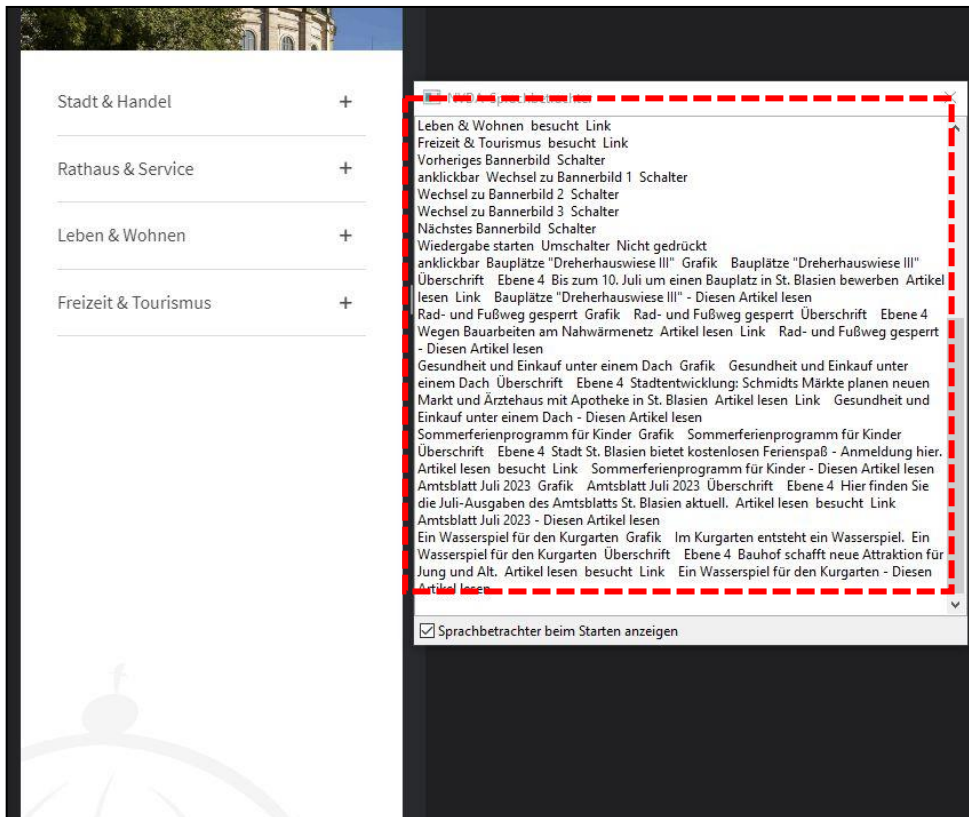 Stadt & Handel +
Rathaus & Service +
Leben & Wohnen +
Freizeit & Tourismus +
NVDA-Sprachbetrachter
Leben & Wohnen besucht Link
Freizeit & Tourismus besucht Link
Vorheriges Bannerbild Schalter
anklickbar Wechsel zu Bannerbild 1 Schalter
Wechsel zu Bannerbild 2 Schalter
Wechsel zu Bannerbild 3 Schalter
Nächstes Bannerbild Schalter
Wiedergabe starten Umschalter Nicht gedrückt
anklickbar Bauplätze "Dreherhauswiese III" Grafik Bauplätze "Dreherhauswiese III"
Überschrift Ebene 4 Bis zum 10. Juli um einen Bauplatz in St. Blasien bewerben Artikel
lesen Link Bauplätze "Dreherhauswiese III" - Diesen Artikel lesen
Rad- und Fußweg gesperrt Grafik Rad- und Fußweg gesperrt Überschrift Ebene 4
Wegen Bauarbeiten am Nahwärmenetz Artikel lesen Link Rad- und Fußweg gesperrt
- Diesen Artikel lesen
Gesundheit und Einkauf unter einem Dach Grafik Gesundheit und Einkauf unter
einem Dach Überschrift Ebene 4 Stadtentwicklung: Schmidts Märkte planen neuen
Markt und Ärztehaus mit Apotheke in St. Blasien Artikel lesen Link Gesundheit und
Einkauf unter einem Dach - Diesen Artikel lesen
Sommerferienprogramm für Kinder Grafik Sommerferienprogramm für Kinder
Überschrift Ebene 4 Stadt St. Blasien bietet kostenlosen Ferienspaß - Anmeldung hier.
Artikel lesen besucht Link Sommerferienprogramm für Kinder - Diesen Artikel lesen
Amtsblatt Juli 2023 Grafik Amtsblatt Juli 2023 Überschrift Ebene 4 Hier finden Sie
die Juli-Ausgaben des Amtsblatts St. Blasien aktuell. Artikel lesen besucht Link
Amtsblatt Juli 2023 - Diesen Artikel lesen
Ein Wasserspiel für den Kurgarten Grafik Im Kurgarten entsteht ein Wasserspiel. Ein
Wasserspiel für den Kurgarten Überschrift Ebene 4 Bauhof schafft neue Attraktion für
Jung und Alt. Artikel lesen besucht Link Ein Wasserspiel für den Kurgarten - Diesen
Artikel lesen
Sprachbetrachter beim Starten anzeigen